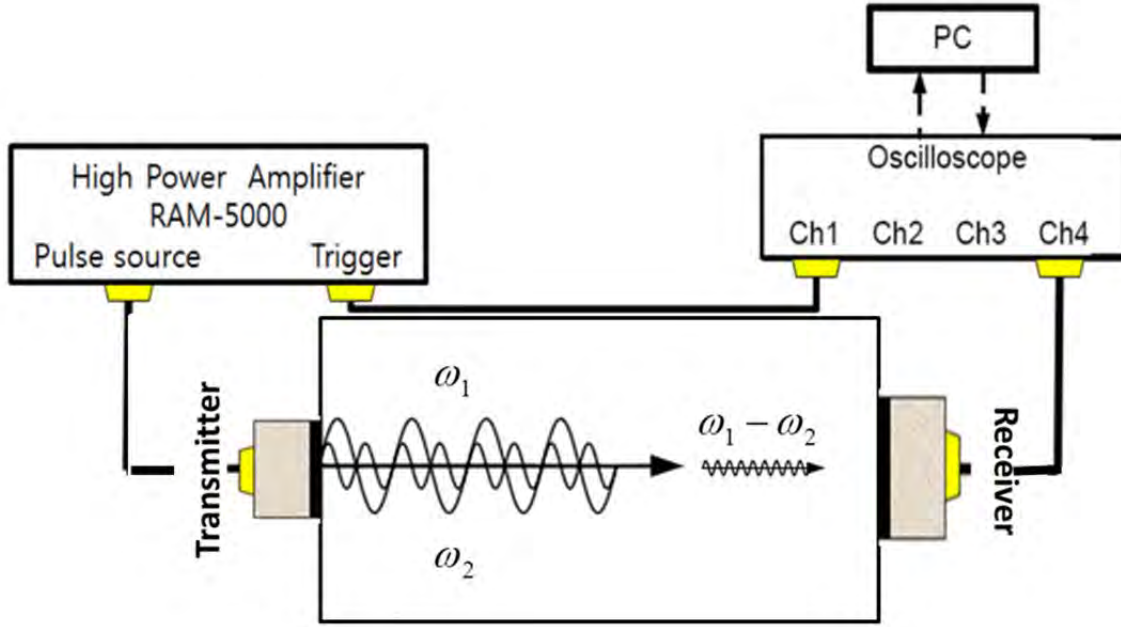 PC
High Power Amplifier
RAM-5000
Pulse source Trigger
Oscilloscope
Ch1 Ch2 Ch3 Ch4
Transmitter
ω₁
ω₂
ω₁ − ω₂
Receiver